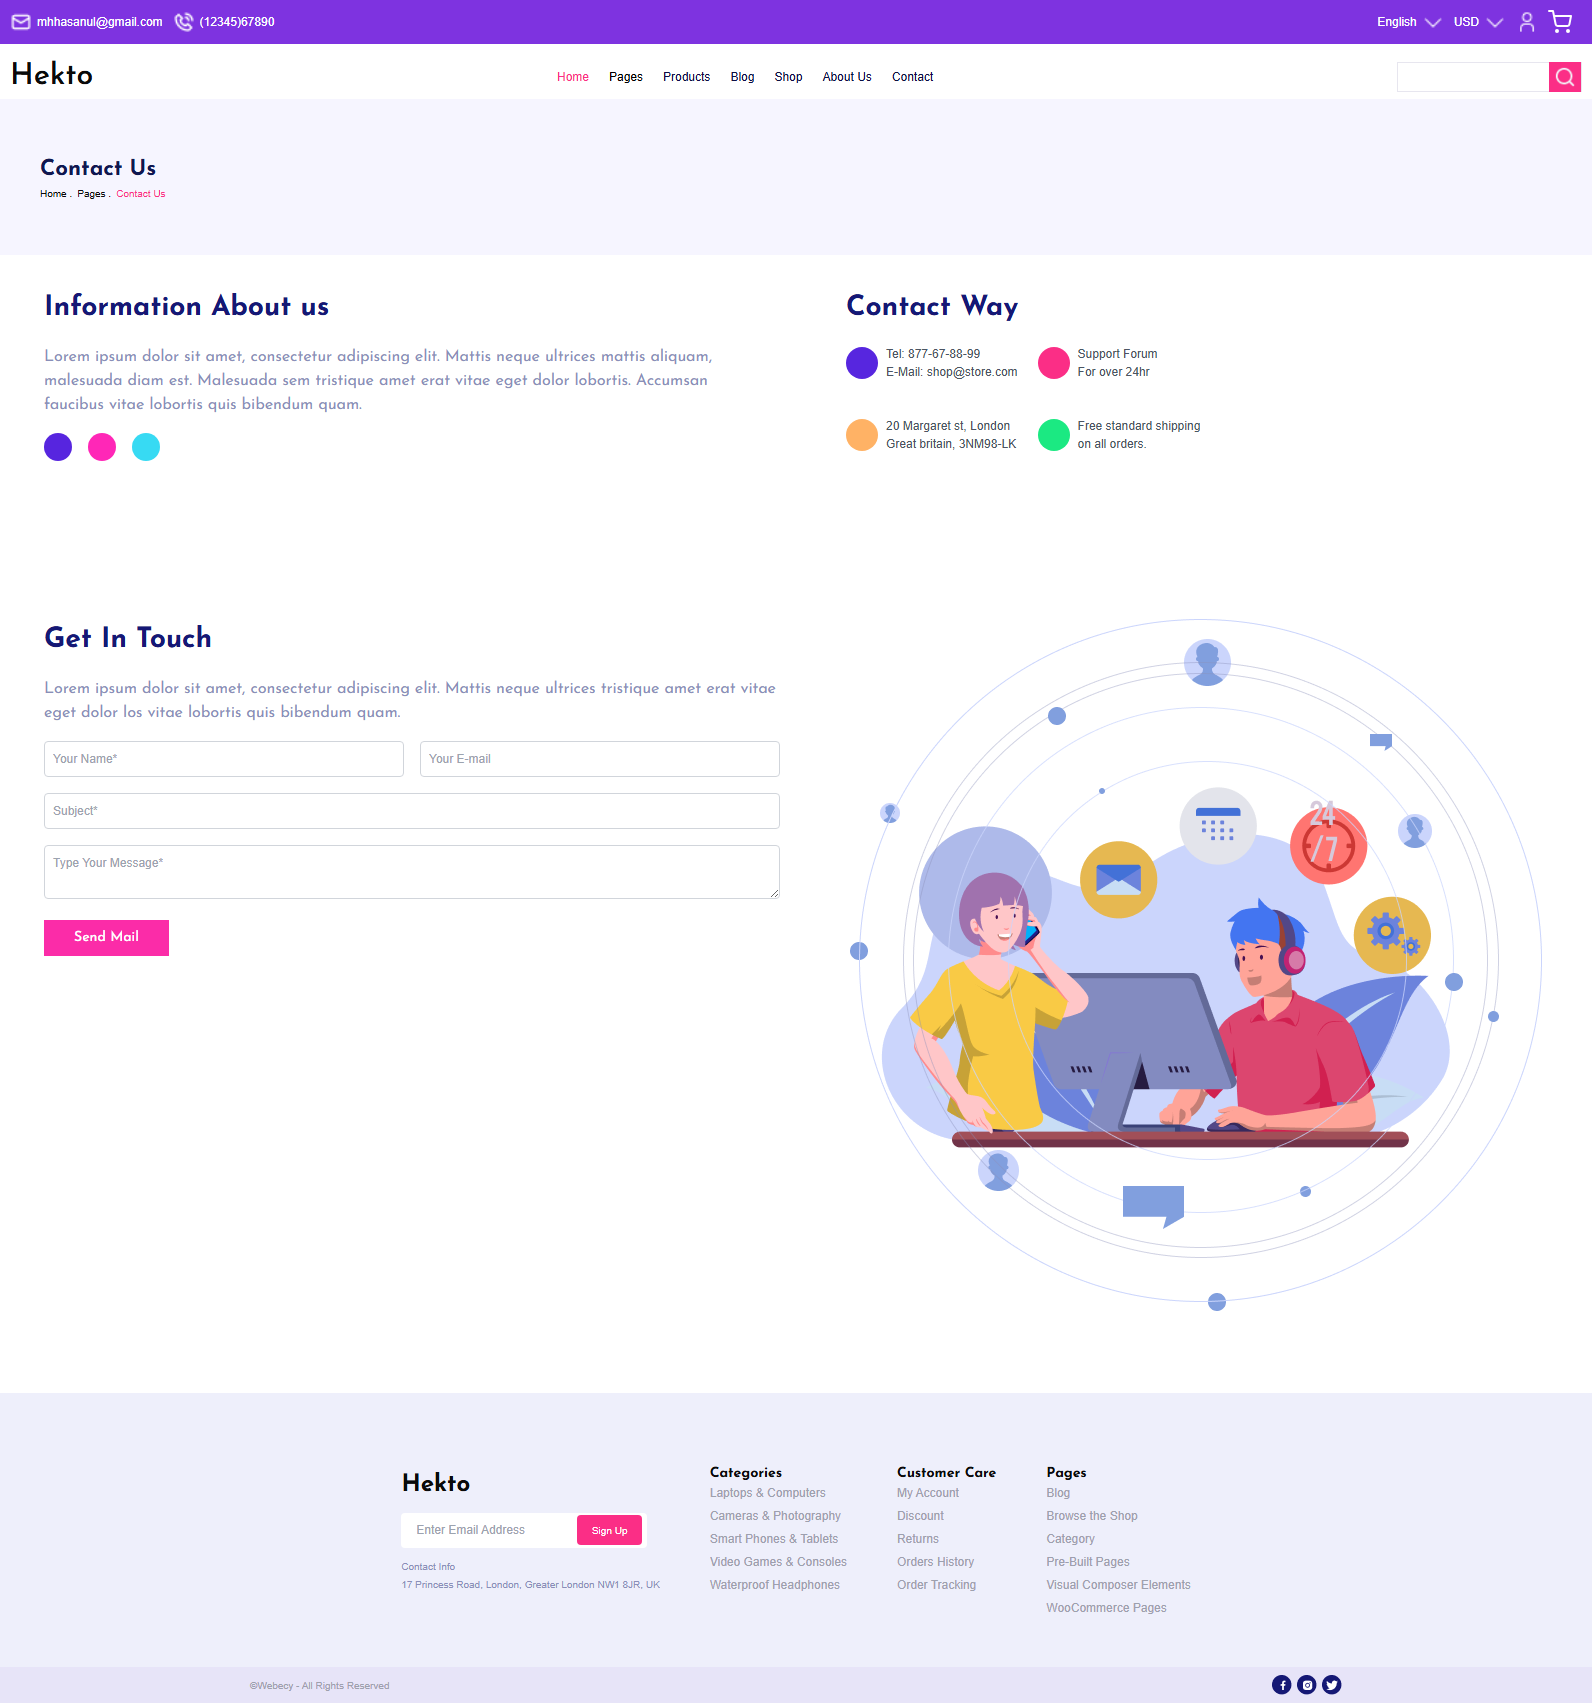 mhhasanul@gmail.com (12345)67890 English USD
Hekto Home Pages Products Blog Shop About Us Contact
Contact Us
Home . Pages . Contact Us
Information About us
Lorem ipsum dolor sit amet, consectetur adipiscing elit. Mattis neque ultrices mattis aliquam,
malesuada diam est. Malesuada sem tristique amet erat vitae eget dolor lobortis. Accumsan
faucibus vitae lobortis quis bibendum quam.
Contact Way
Tel: 877-67-88-99
E-Mail: shop@store.com
Support Forum
For over 24hr
20 Margaret st, London
Great britain, 3NM98-LK
Free standard shipping
on all orders.
Get In Touch
Lorem ipsum dolor sit amet, consectetur adipiscing elit. Mattis neque ultrices tristique amet erat vitae
eget dolor los vitae lobortis quis bibendum quam.
Your Name* Your E-mail
Subject*
Type Your Message*
Send Mail
24
/7
Hekto
Enter Email Address Sign Up
Contact Info
17 Princess Road, London, Greater London NW1 8JR, UK
Categories
Laptops & Computers
Cameras & Photography
Smart Phones & Tablets
Video Games & Consoles
Waterproof Headphones
Customer Care
My Account
Discount
Returns
Orders History
Order Tracking
Pages
Blog
Browse the Shop
Category
Pre-Built Pages
Visual Composer Elements
WooCommerce Pages
©Webecy - All Rights Reserved